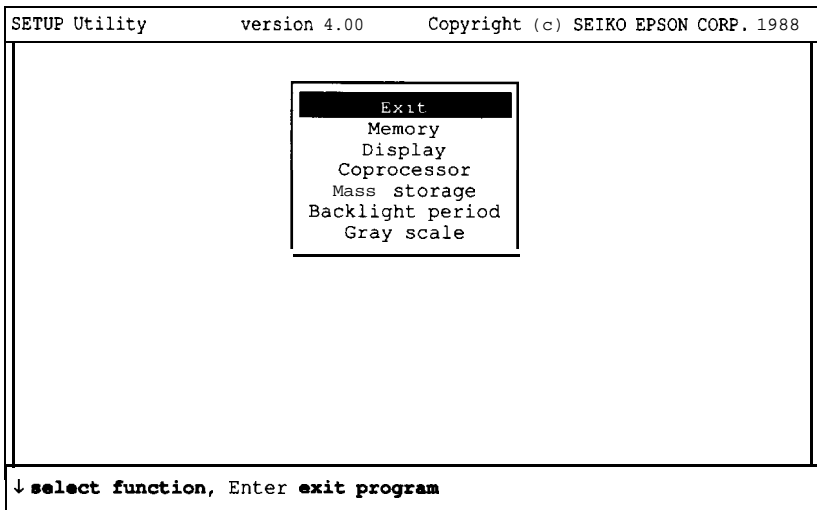 SETUP Utility version 4.00 Copyright (c) SEIKO EPSON CORP. 1988
Exit
Memory
Display
Coprocessor
Mass storage
Backlight period
Gray scale
↓ select function, Enter exit program